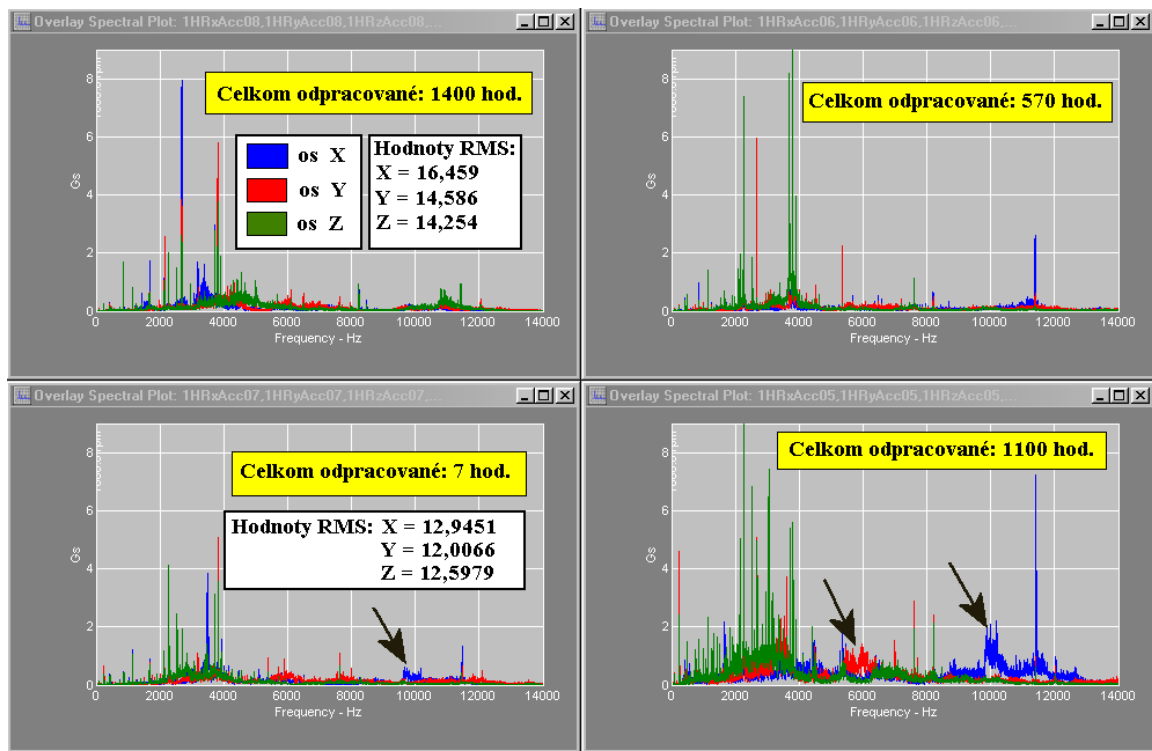 Overlay Spectral Plot: 1HRxAcc08,1HRyAcc08,1HRzAcc08,...
Celkom odpracované: 1400 hod.
os X
os Y
os Z
Hodnoty RMS:
X = 16,459
Y = 14,586
Z = 14,254
Gs
8
6
4
2
0
0 2000 4000 6000 8000 10000 12000 14000
Frequency - Hz
Overlay Spectral Plot: 1HRxAcc06,1HRyAcc06,1HRzAcc06,...
Celkom odpracované: 570 hod.
Gs
8
6
4
2
0
0 2000 4000 6000 8000 10000 12000 14000
Frequency - Hz
Overlay Spectral Plot: 1HRxAcc07,1HRyAcc07,1HRzAcc07,...
Celkom odpracované: 7 hod.
Hodnoty RMS: X = 12,9451
Y = 12,0066
Z = 12,5979
Gs
8
6
4
2
0
0 2000 4000 6000 8000 10000 12000 14000
Frequency - Hz
Overlay Spectral Plot: 1HRxAcc05,1HRyAcc05,1HRzAcc05,...
Celkom odpracované: 1100 hod.
Gs
8
6
4
2
0
0 2000 4000 6000 8000 10000 12000 14000
Frequency - Hz